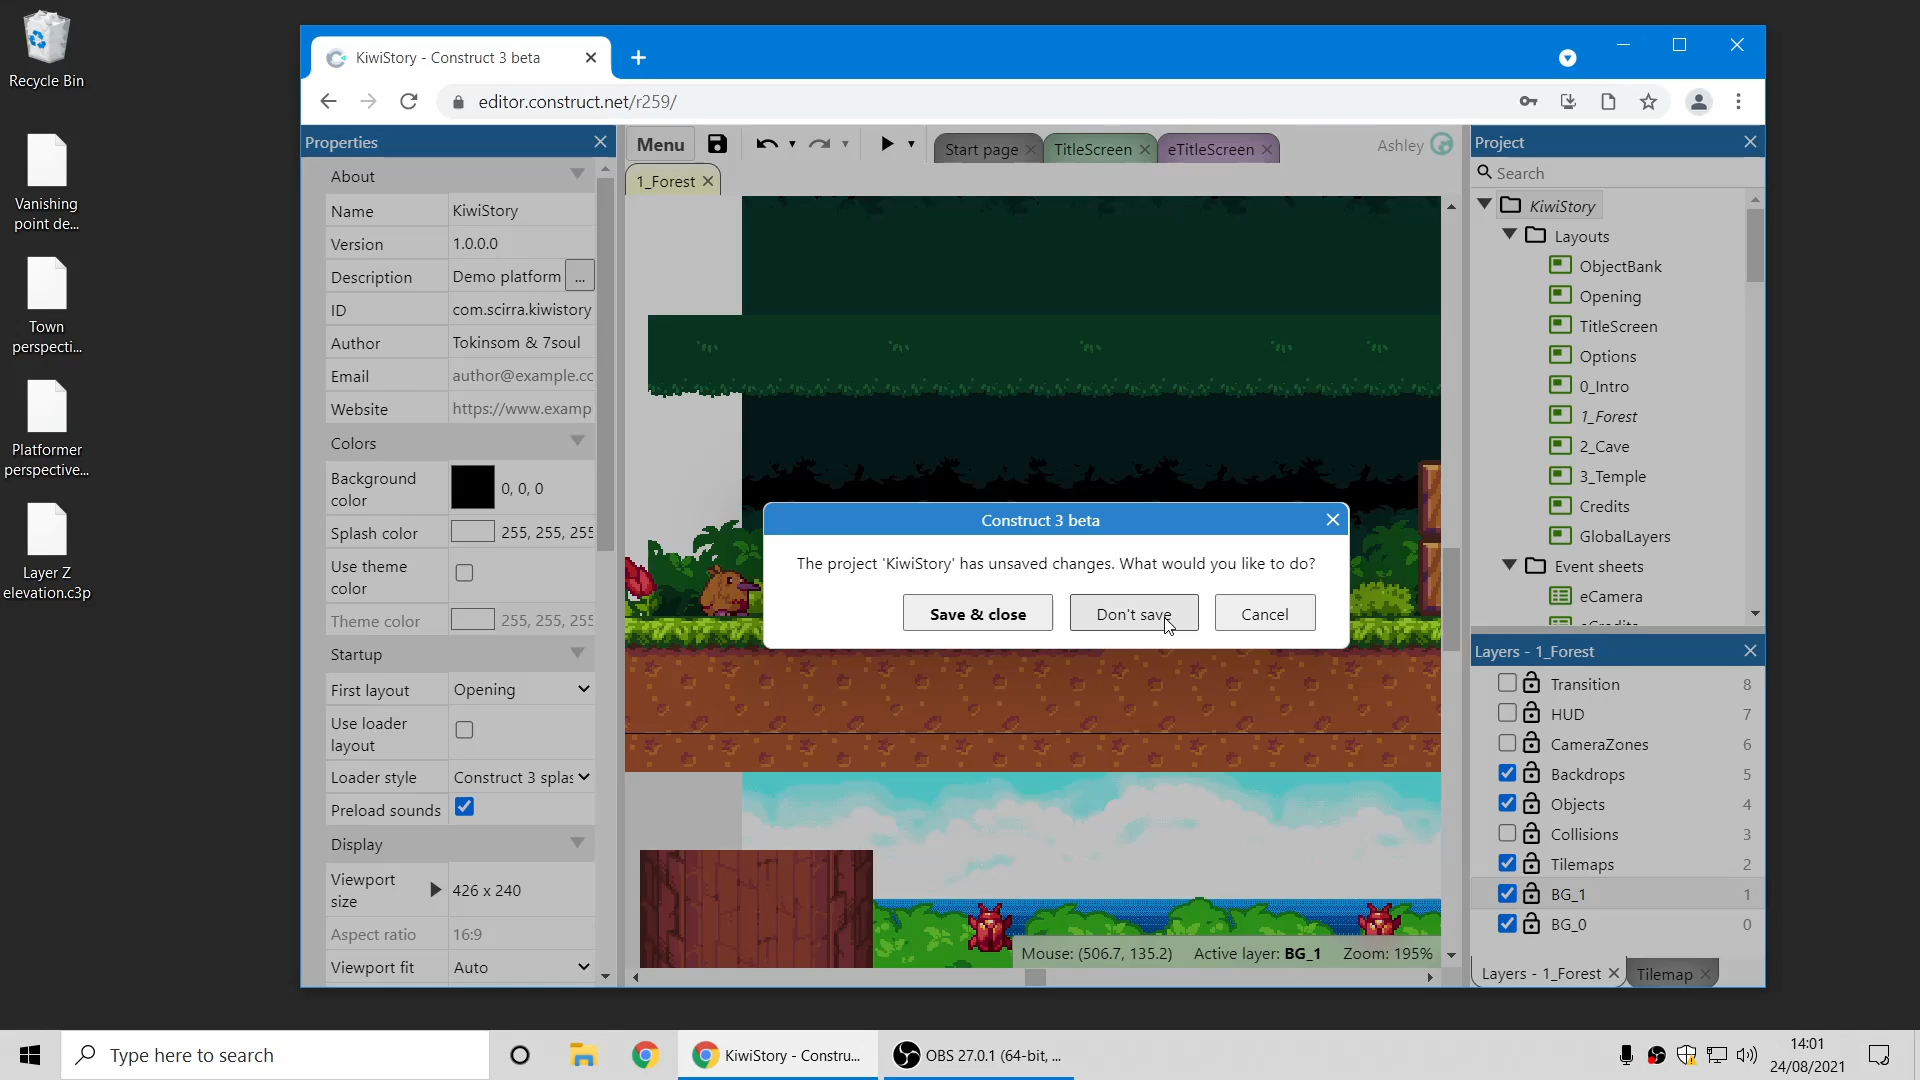 Recycle Bin
Vanishing
point de...
Town
perspecti...
Platformer
perspective...
Layer Z
elevation.c3p
KiwiStory - Construct 3 beta
editor.construct.net/r259/
Properties
About
Name KiwiStory
Version 1.0.0.0
Description Demo platform ...
ID com.scirra.kiwistory
Author Tokinsom & 7soul
Email author@example.cc
Website https://www.examp
Colors
Background
color 0, 0, 0
Splash color 255, 255, 255
Use theme
color
Theme color 255, 255, 255
Startup
First layout Opening
Use loader
layout
Loader style Construct 3 splas
Preload sounds
Display
Viewport
size 426 x 240
Aspect ratio 16:9
Viewport fit Auto
Menu
Start page TitleScreen eTitleScreen
Ashley
1_Forest
Construct 3 beta
The project 'KiwiStory' has unsaved changes. What would you like to do?
Save & close Don't save Cancel
Mouse: (506.7, 135.2) Active layer: BG_1 Zoom: 195%
Project
Search
KiwiStory
Layouts
ObjectBank
Opening
TitleScreen
Options
0_Intro
1_Forest
2_Cave
3_Temple
Credits
GlobalLayers
Event sheets
eCamera
eCredits
Layers - 1_Forest
Transition 8
HUD 7
CameraZones 6
Backdrops 5
Objects 4
Collisions 3
Tilemaps 2
BG_1 1
BG_0 0
Layers - 1_Forest Tilemap
Type here to search
KiwiStory - Constru...
OBS 27.0.1 (64-bit, ...
14:01
24/08/2021